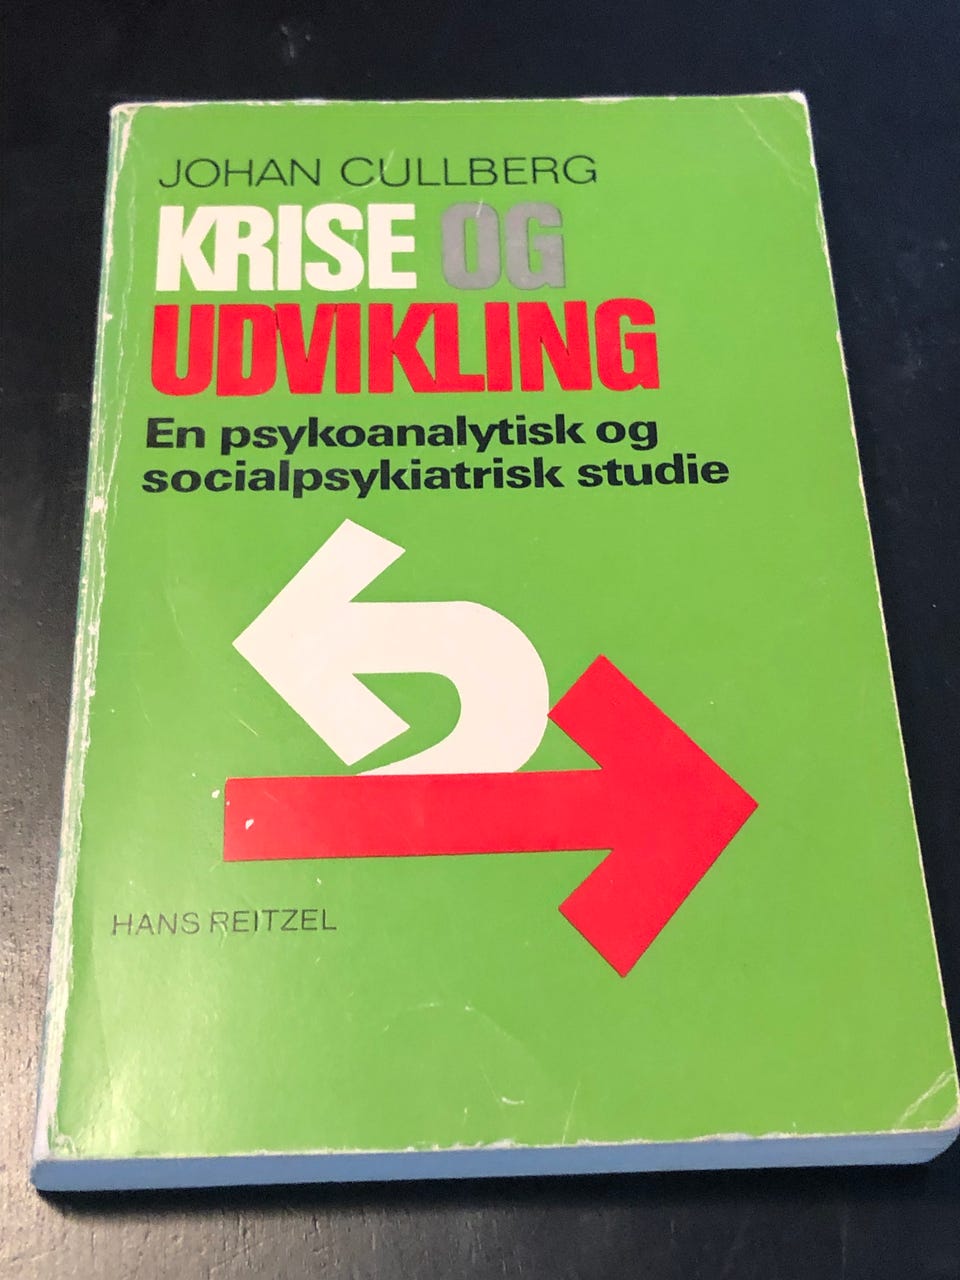 JOHAN CULLBERG
KRISE OG
UDVIKLING
En psykoanalytisk og
socialpsykiatrisk studie
HANS REITZEL